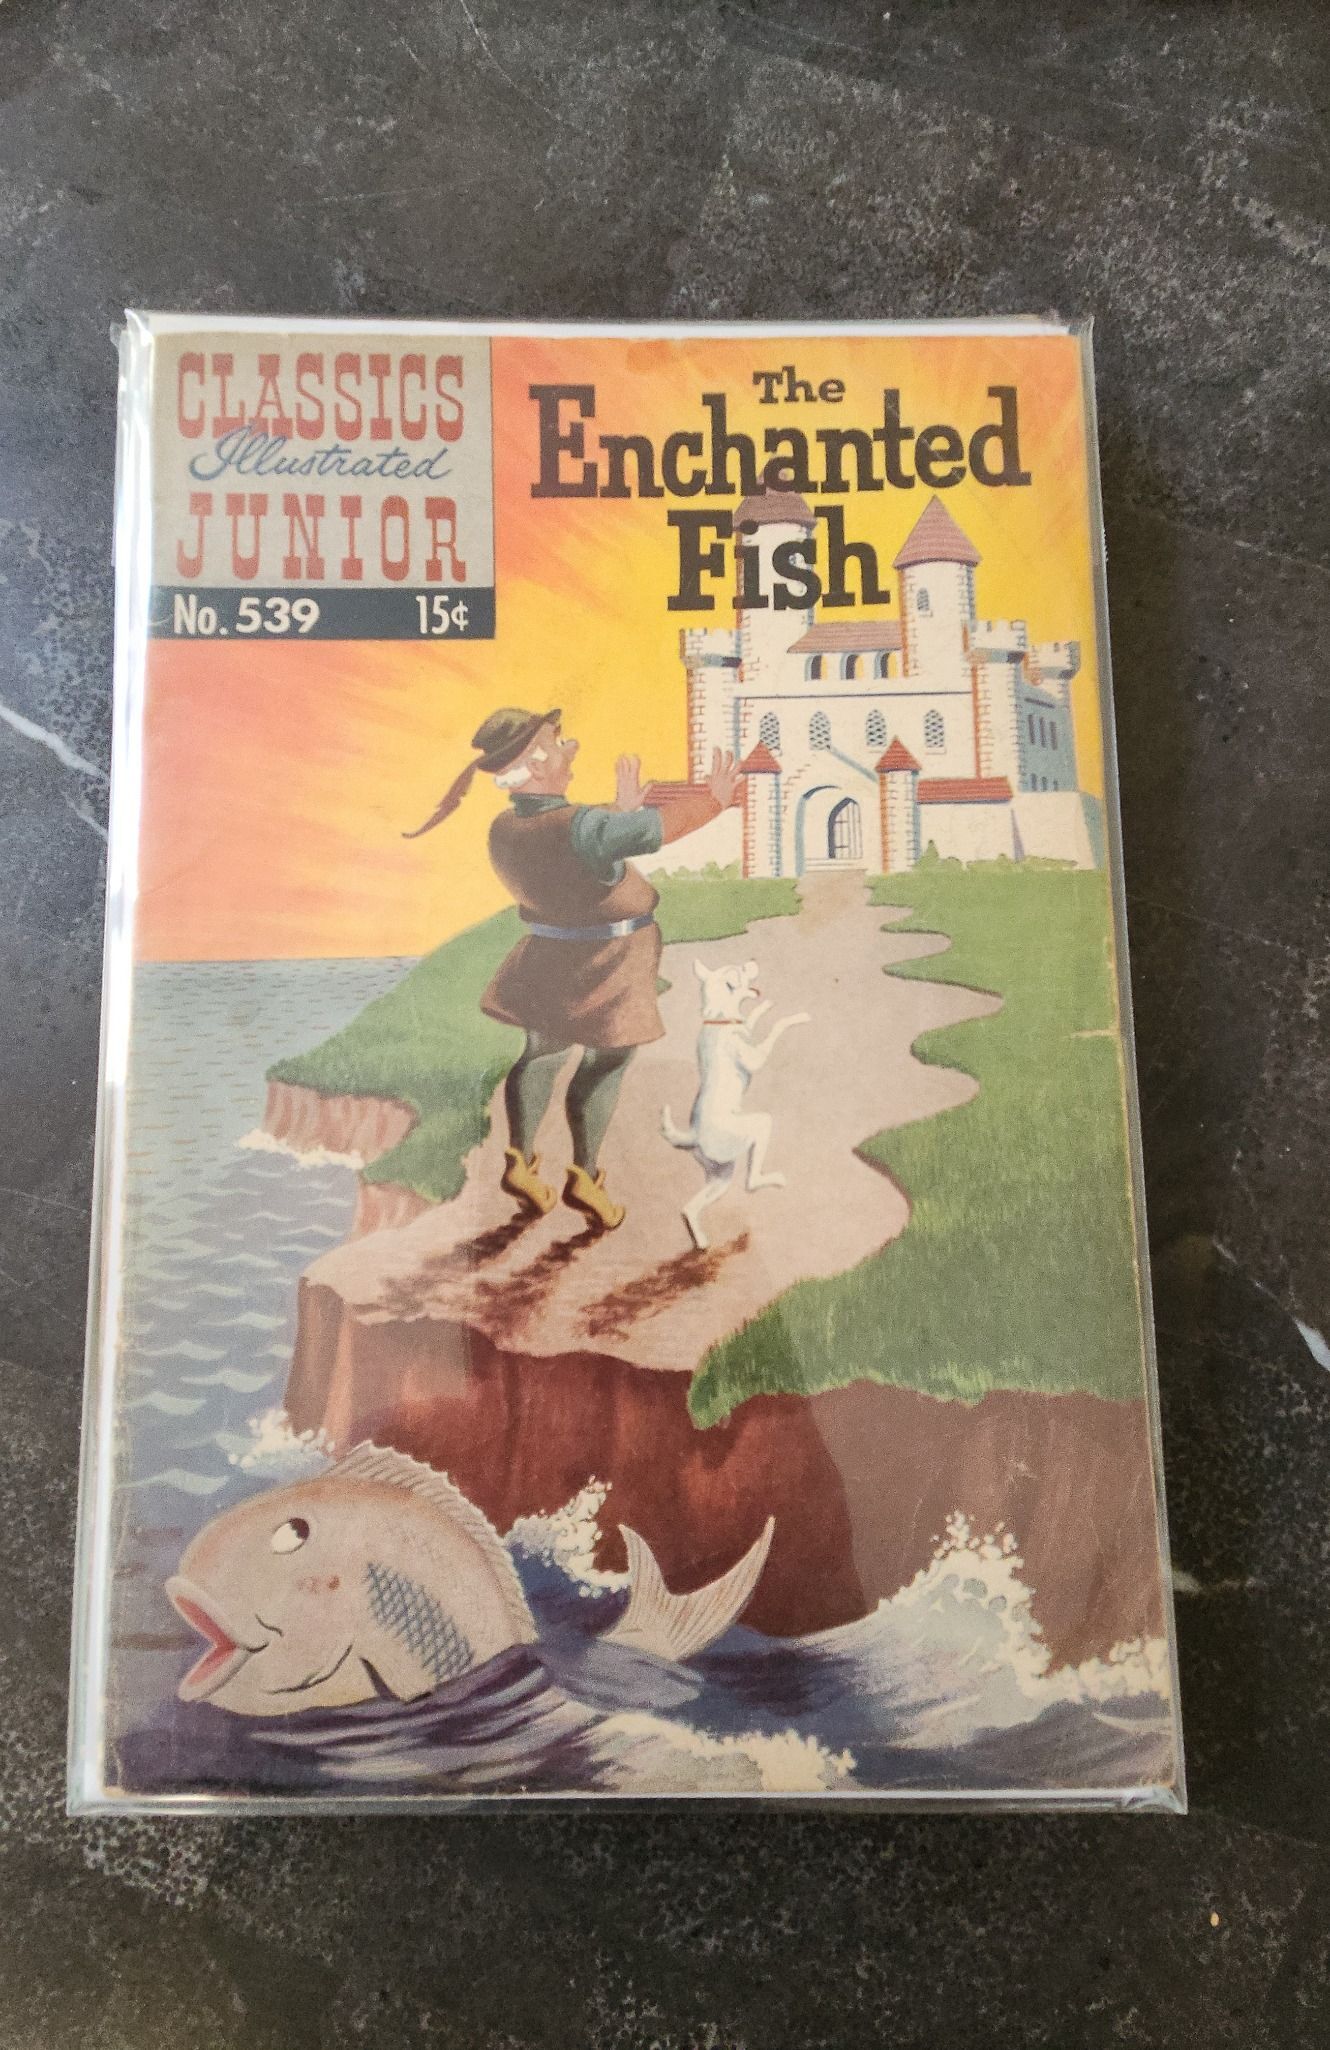 CLASSICS
Illustrated
JUNIOR
No. 539 15¢
The
Enchanted
Fish